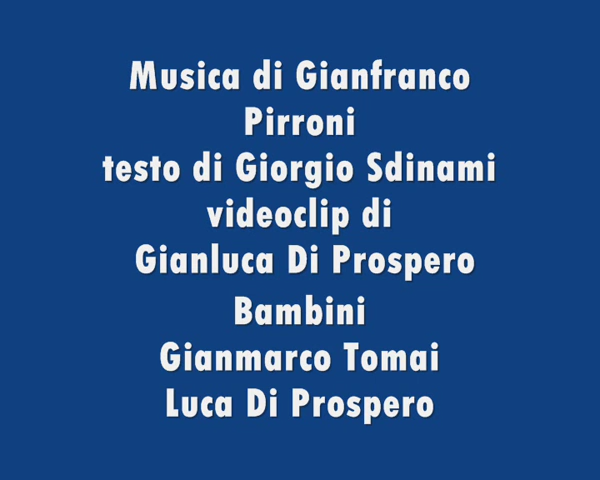 Musica di Gianfranco
Pirroni
testo di Giorgio Sdinami
videoclip di
Gianluca Di Prospero
Bambini
Gianmarco Tomai
Luca Di Prospero